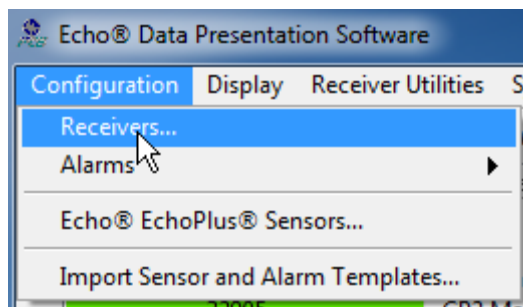 Echo® Data Presentation Software
Configuration Display Receiver Utilities S
Receivers...
Alarms
Echo® EchoPlus® Sensors...
Import Sensor and Alarm Templates...